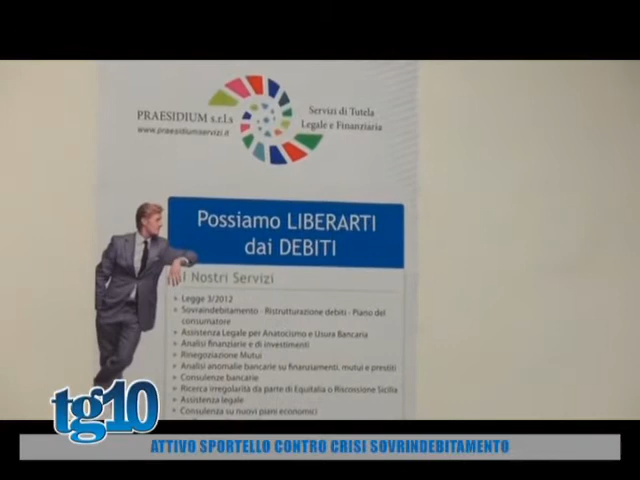 PRAESIDIUM s.r.l.s
www.praesidiumservizi.it
Servizi di Tutela
Legale e Finanziaria
Possiamo LIBERARTI
dai DEBITI
I Nostri Servizi
» Legge 3/2012
» Sovraindebitamento - Ristrutturazione debiti - Piano del
consumatore
» Assistenza Legale per Anatocismo e Usura Bancaria
» Analisi finanziarie e di investimenti
» Rinegoziazione Mutui
» Analisi anomalie bancarie su finanziamenti, mutui e prestiti
» Consulenze bancarie
» Ricerca irregolarità da parte di Equitalia o Riscossione Sicilia
» Assistenza legale
» Consulenza su nuovi piani economici
tg10
ATTIVO SPORTELLO CONTRO CRISI SOVRINDEBITAMENTO